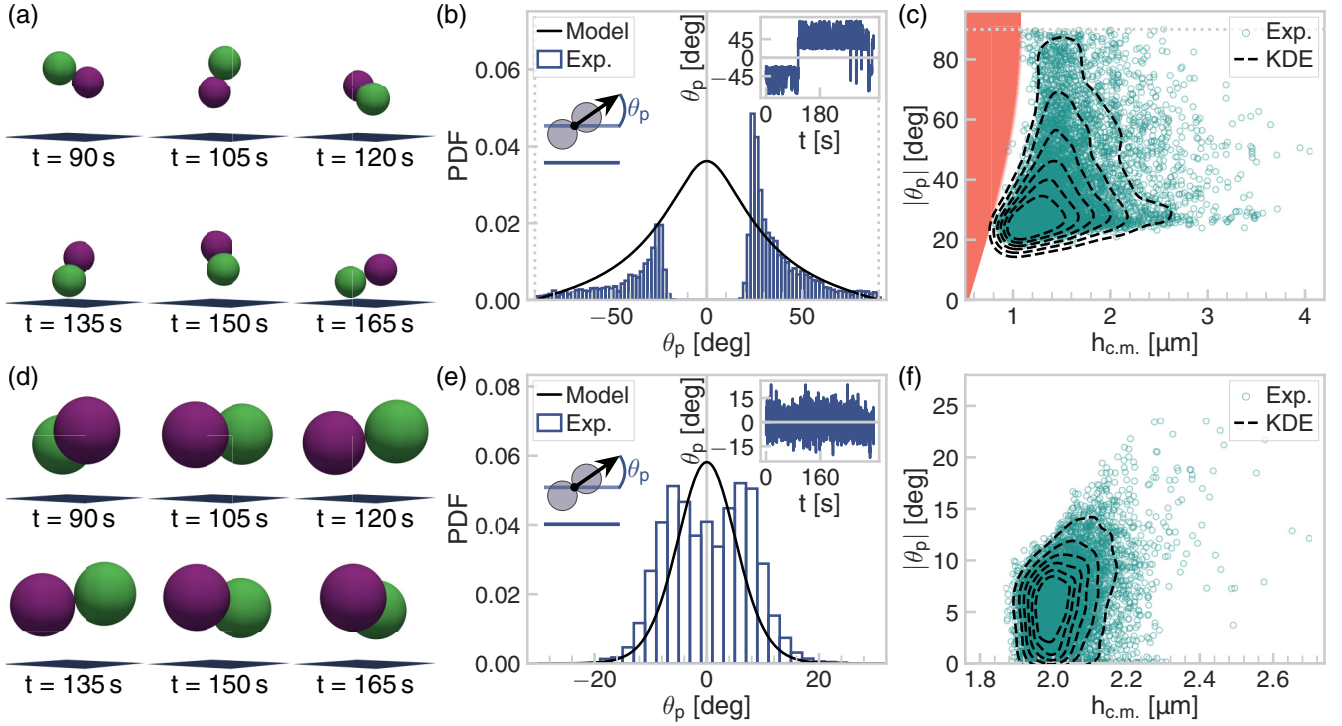 (a)
t = 90 s
t = 105 s
t = 120 s
t = 135 s
t = 150 s
t = 165 s
(b)
Model
Exp.
θp
PDF
0.06
0.04
0.02
0.00
−50
0
50
θp [deg]
θp [deg]
45
0
−45
0
180
t [s]
(c)
Exp.
KDE
|θp| [deg]
80
60
40
20
0
1
2
3
4
hc.m. [μm]
(d)
t = 90 s
t = 105 s
t = 120 s
t = 135 s
t = 150 s
t = 165 s
(e)
Model
Exp.
θp
PDF
0.08
0.06
0.04
0.02
0.00
−20
0
20
θp [deg]
θp [deg]
15
0
−15
0
160
t [s]
(f)
Exp.
KDE
|θp| [deg]
25
20
15
10
5
0
1.8
2.0
2.2
2.4
2.6
hc.m. [μm]